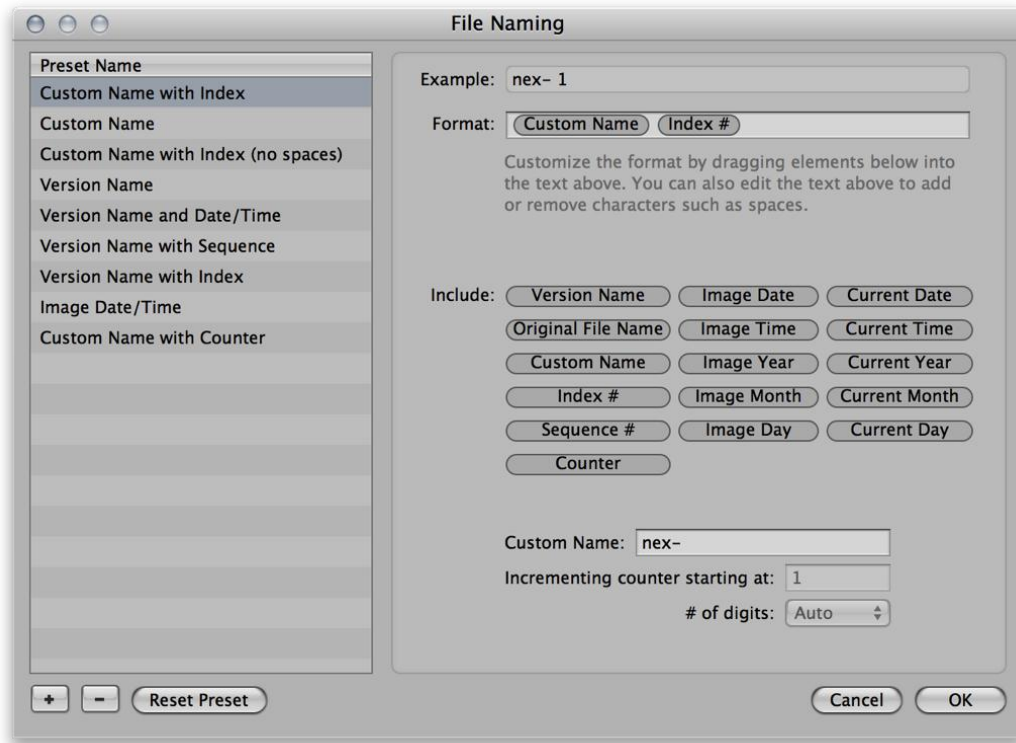 File Naming
Preset Name
Custom Name with Index
Custom Name
Custom Name with Index (no spaces)
Version Name
Version Name and Date/Time
Version Name with Sequence
Version Name with Index
Image Date/Time
Custom Name with Counter
+ - Reset Preset
Example: nex- 1
Format: Custom Name Index #
Customize the format by dragging elements below into
the text above. You can also edit the text above to add
or remove characters such as spaces.
Include: Version Name Image Date Current Date
Original File Name Image Time Current Time
Custom Name Image Year Current Year
Index # Image Month Current Month
Sequence # Image Day Current Day
Counter
Custom Name: nex-
Incrementing counter starting at: 1
# of digits: Auto
Cancel OK